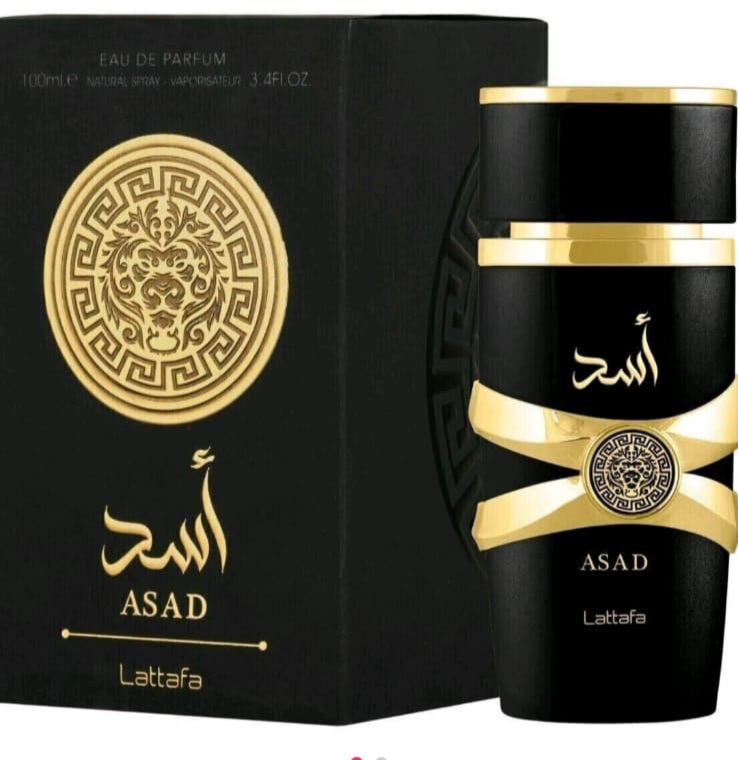 EAU DE PARFUM
100ml.e NATURAL SPRAY - VAPORISATEUR 3.4Fl.OZ.
أسد
ASAD
Lattafa
أسد
ASAD
Lattafa